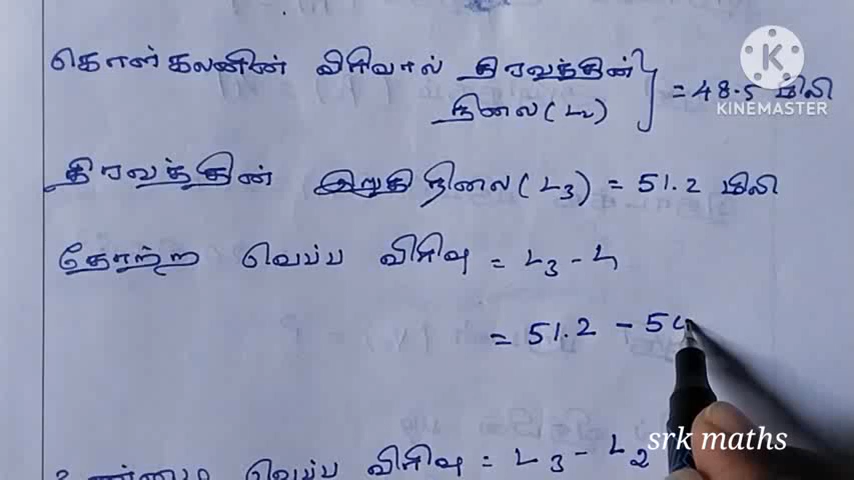 கொள்கலனின் விரிவால் திரவத்தின் } = 48.5 மிலி
நிலை (L2)
K
KINEMASTER
திரவத்தின் இறுதி நிலை (L3) = 51.2 மிலி
தோற்ற வெப்ப விரிவு = L3 - L1
= 51.2 - 50
srk maths
உண்மை வெப்ப விரிவு = L3 - L2